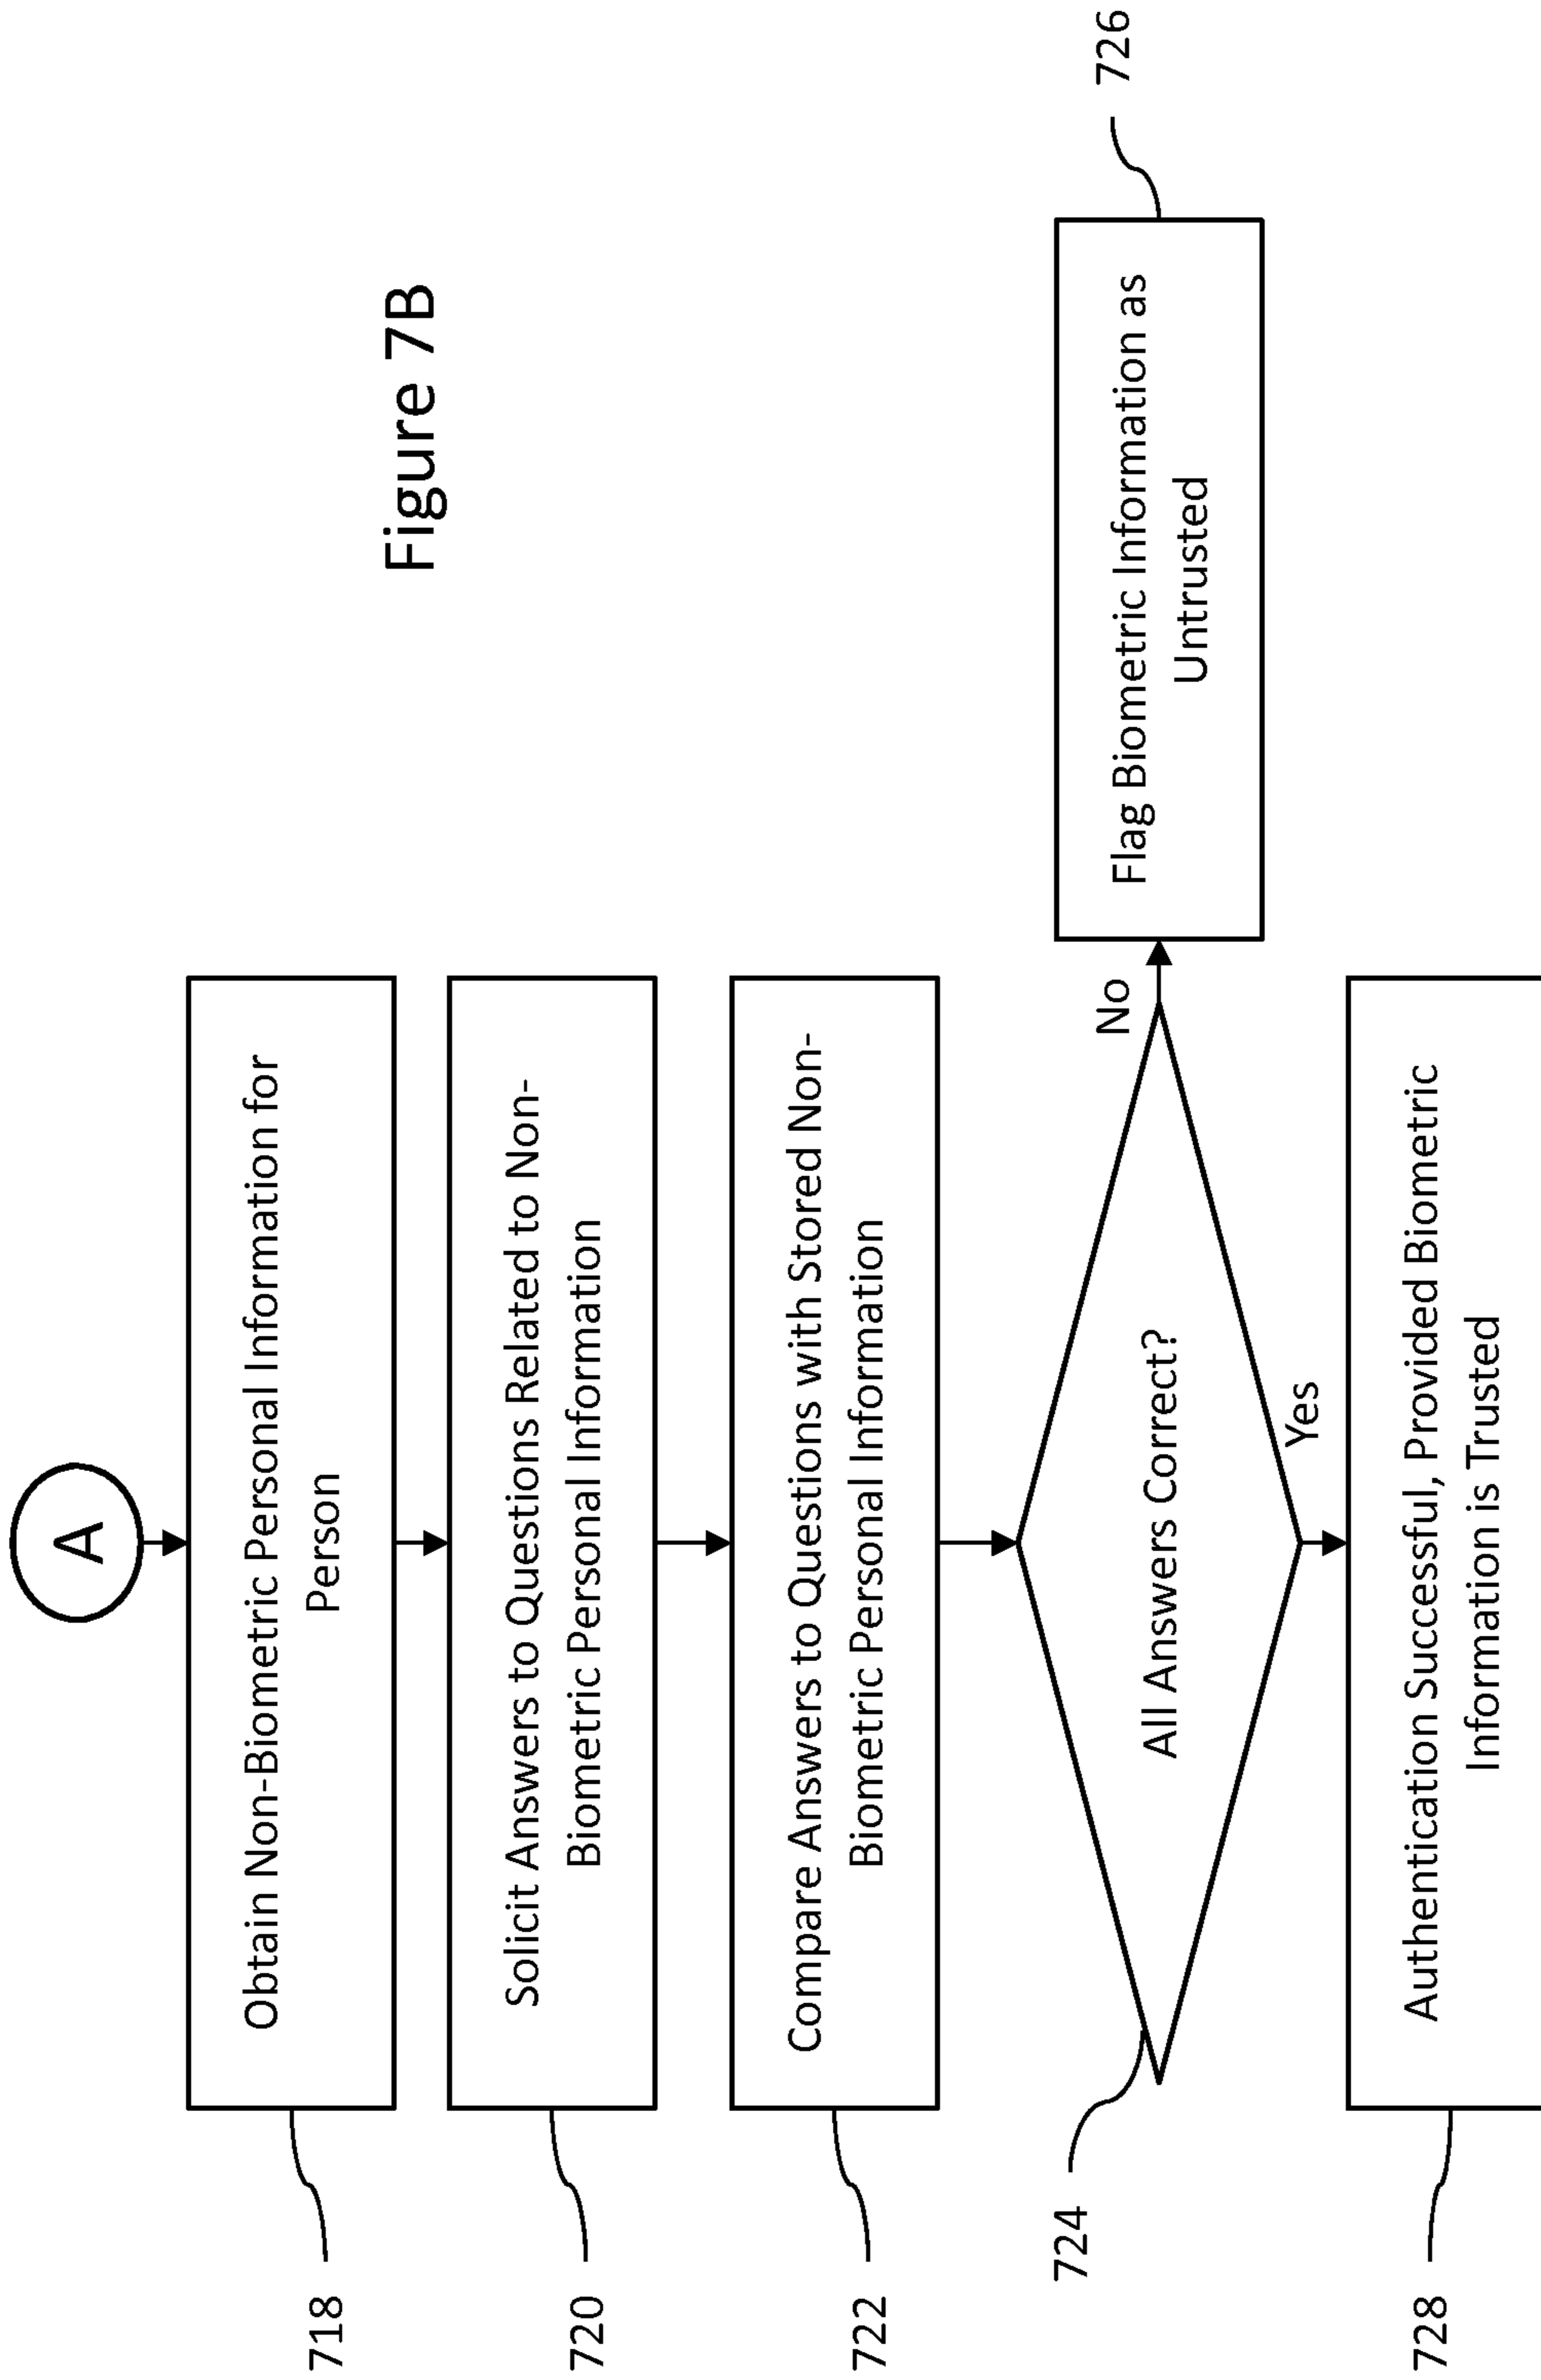 Figure 7B
A
718
Obtain Non-Biometric Personal Information for
Person
720
Solicit Answers to Questions Related to Non-
Biometric Personal Information
722
Compare Answers to Questions with Stored Non-
Biometric Personal Information
724
All Answers Correct?
No
Flag Biometric Information as
Untrusted
726
Yes
728
Authentication Successful, Provided Biometric
Information is Trusted